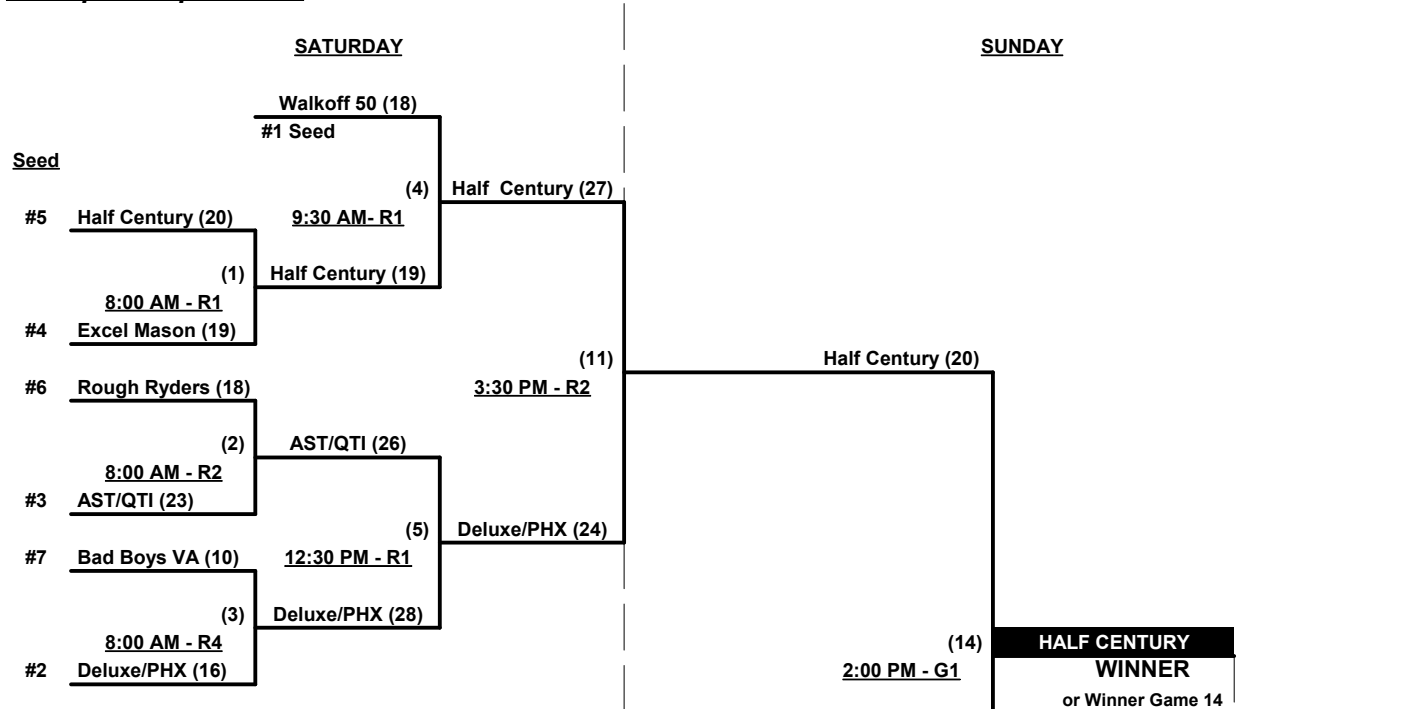 SATURDAY SUNDAY
Walkoff 50 (18)
#1 Seed
Seed
(4) Half Century (27)
#5 Half Century (20) 9:30 AM- R1
(1) Half Century (19)
8:00 AM - R1
#4 Excel Mason (19)
(11) Half Century (20)
#6 Rough Ryders (18) 3:30 PM - R2
(2) AST/QTI (26)
8:00 AM - R2
#3 AST/QTI (23)
(5) Deluxe/PHX (24)
#7 Bad Boys VA (10) 12:30 PM - R1
(3) Deluxe/PHX (28)
8:00 AM - R4 (14) HALF CENTURY
#2 Deluxe/PHX (16) 2:00 PM - G1 WINNER
or Winner Game 14